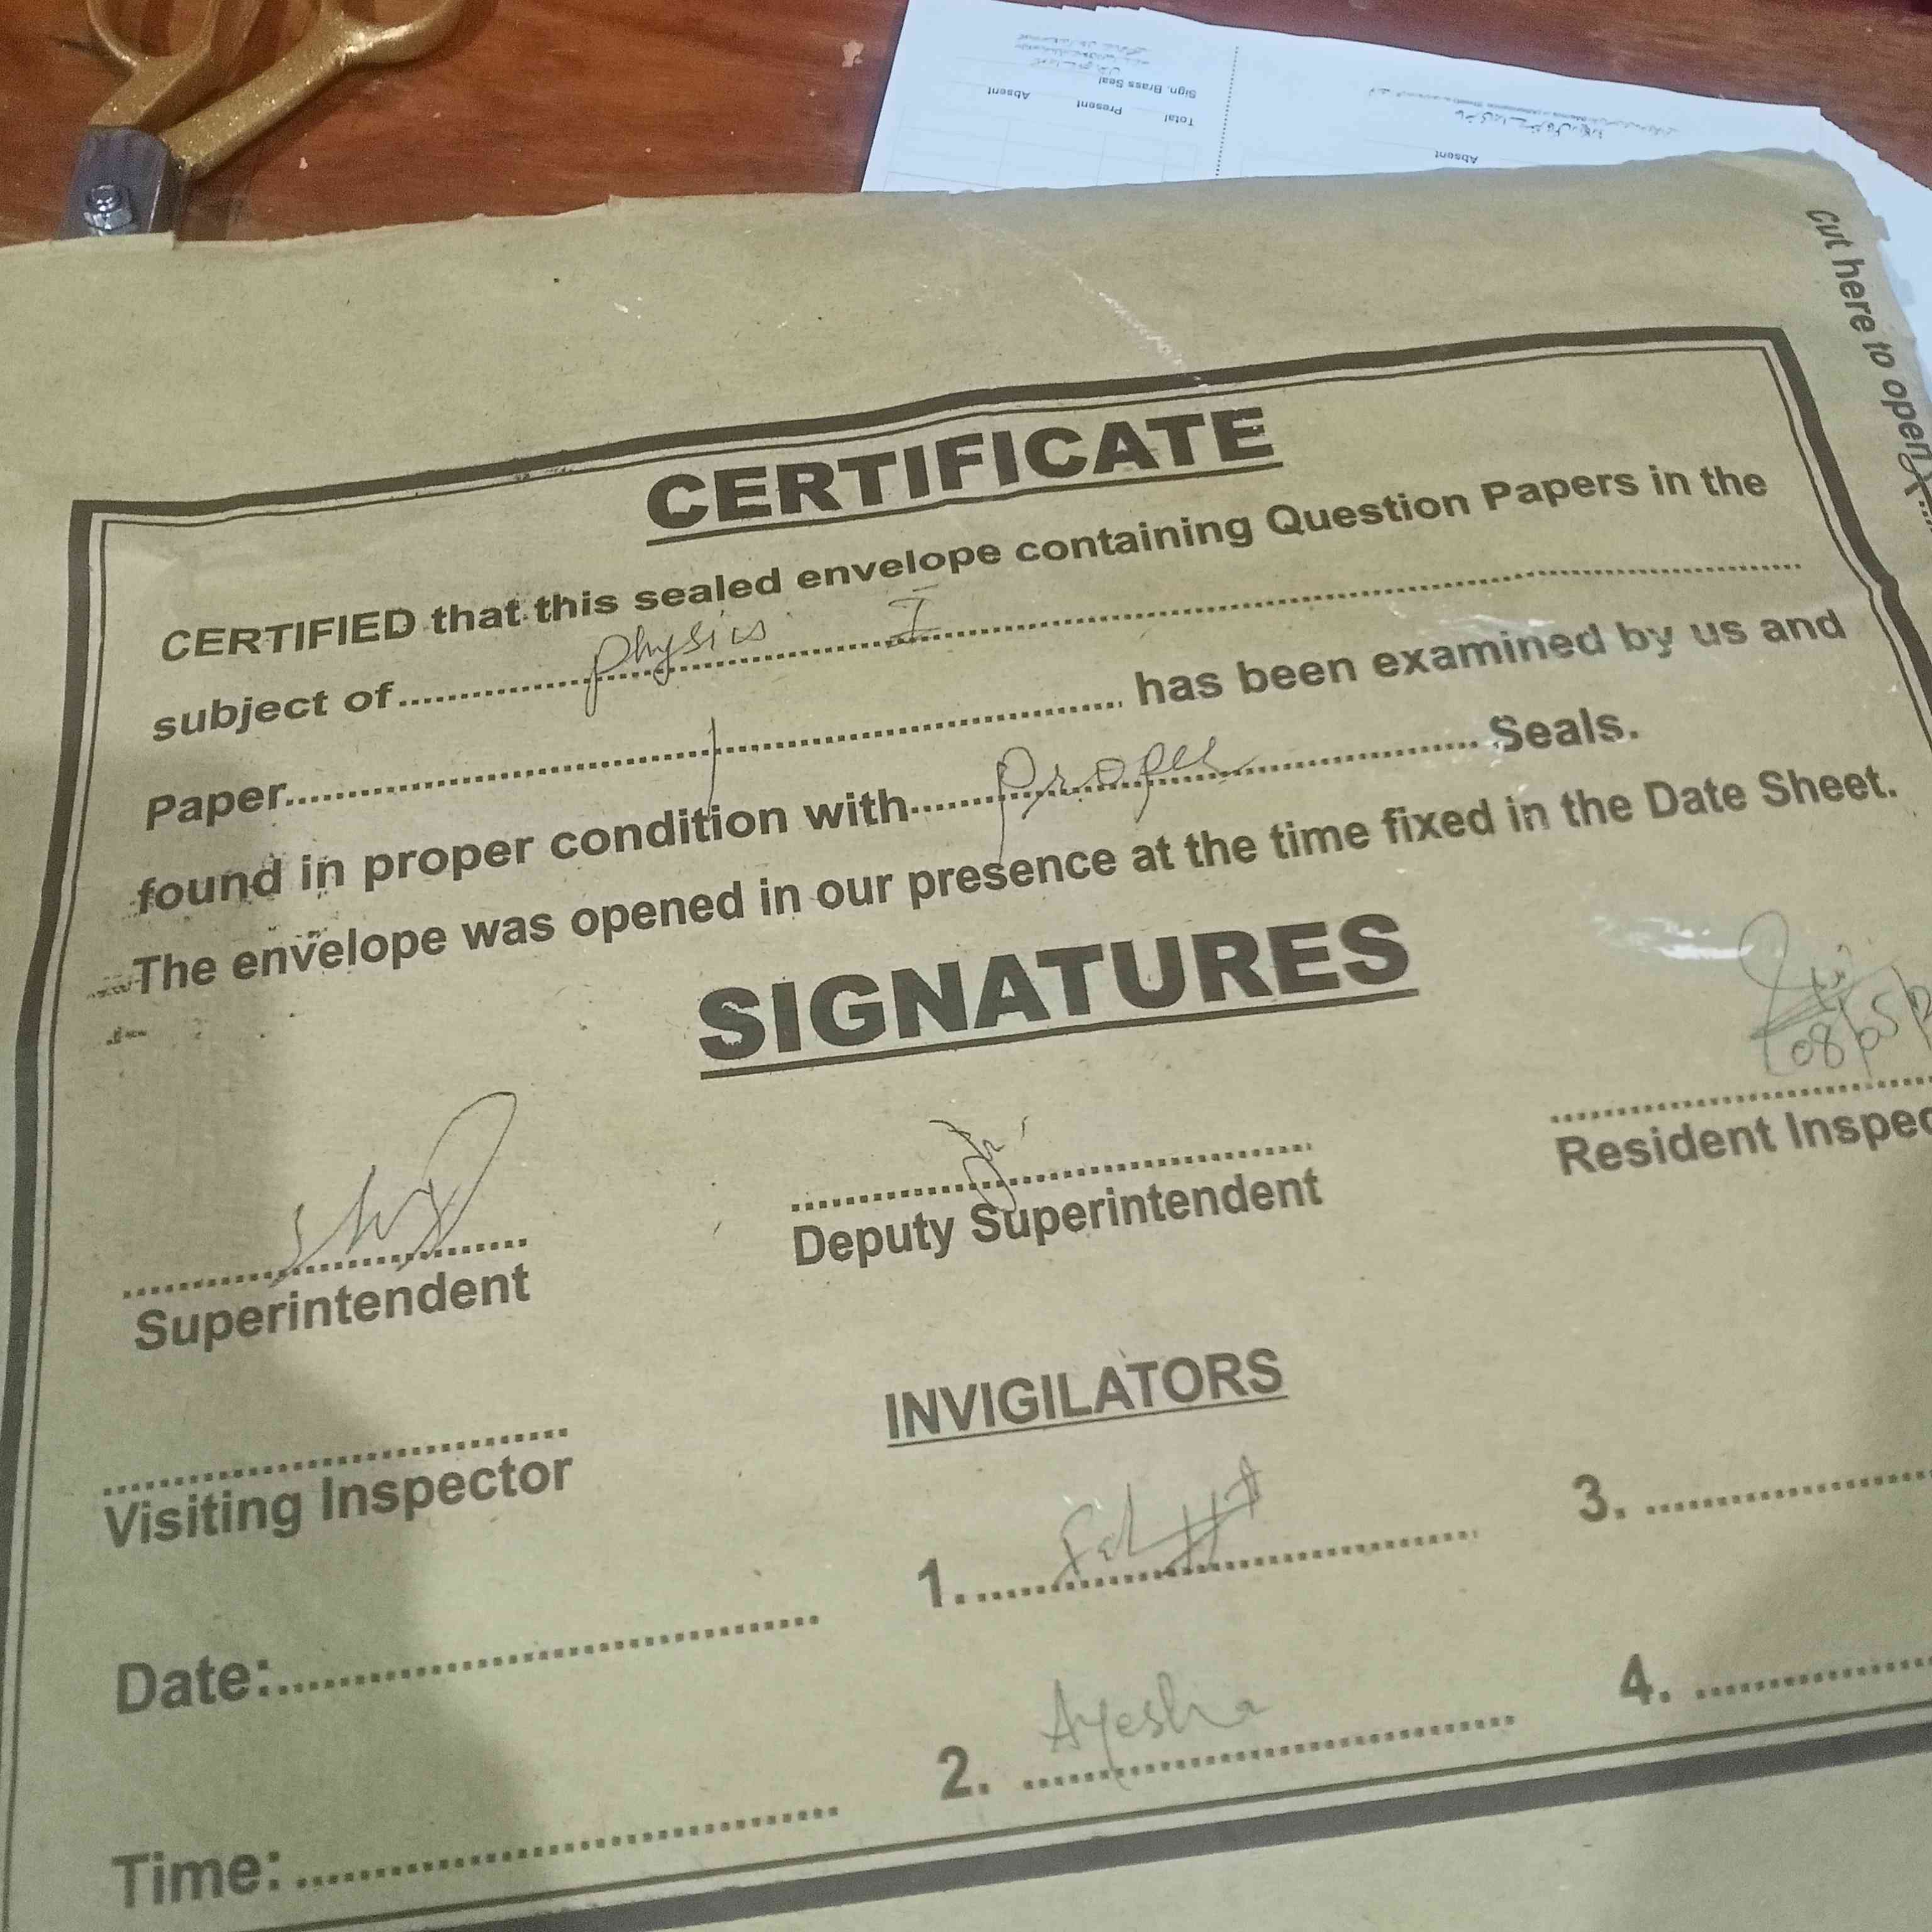 Sign. Brass Seal
Total Present Absent
Absent
Cut here to open
CERTIFICATE
CERTIFIED that this sealed envelope containing Question Papers in the
subject of physics I
Paper I has been examined by us and
found in proper condition with proper Seals.
The envelope was opened in our presence at the time fixed in the Date Sheet.
SIGNATURES
08/05/2
Superintendent Deputy Superintendent Resident Inspec
Visiting Inspector
INVIGILATORS
1. 3.
Date:
2. Ayesha 4.
Time: